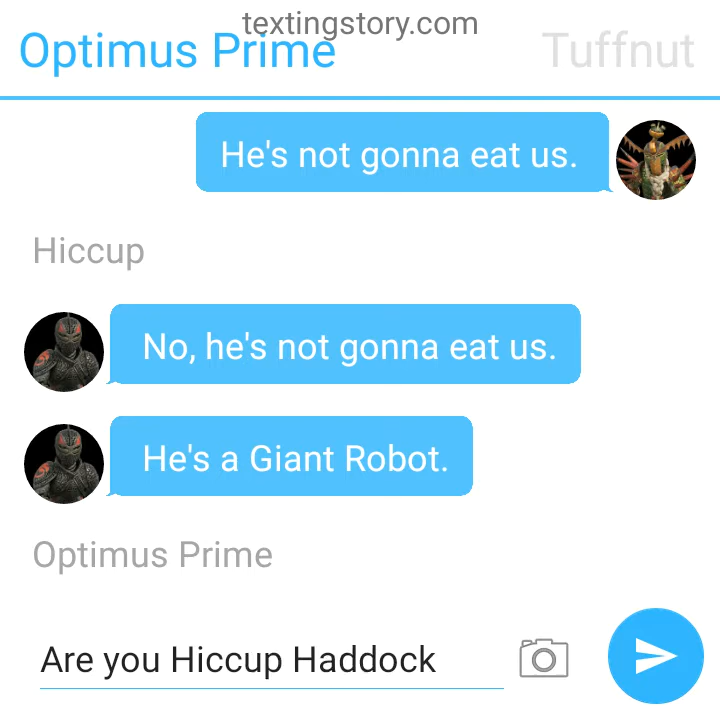 textingstory.com
Optimus Prime
Tuffnut
He's not gonna eat us.
Hiccup
No, he's not gonna eat us.
He's a Giant Robot.
Optimus Prime
Are you Hiccup Haddock